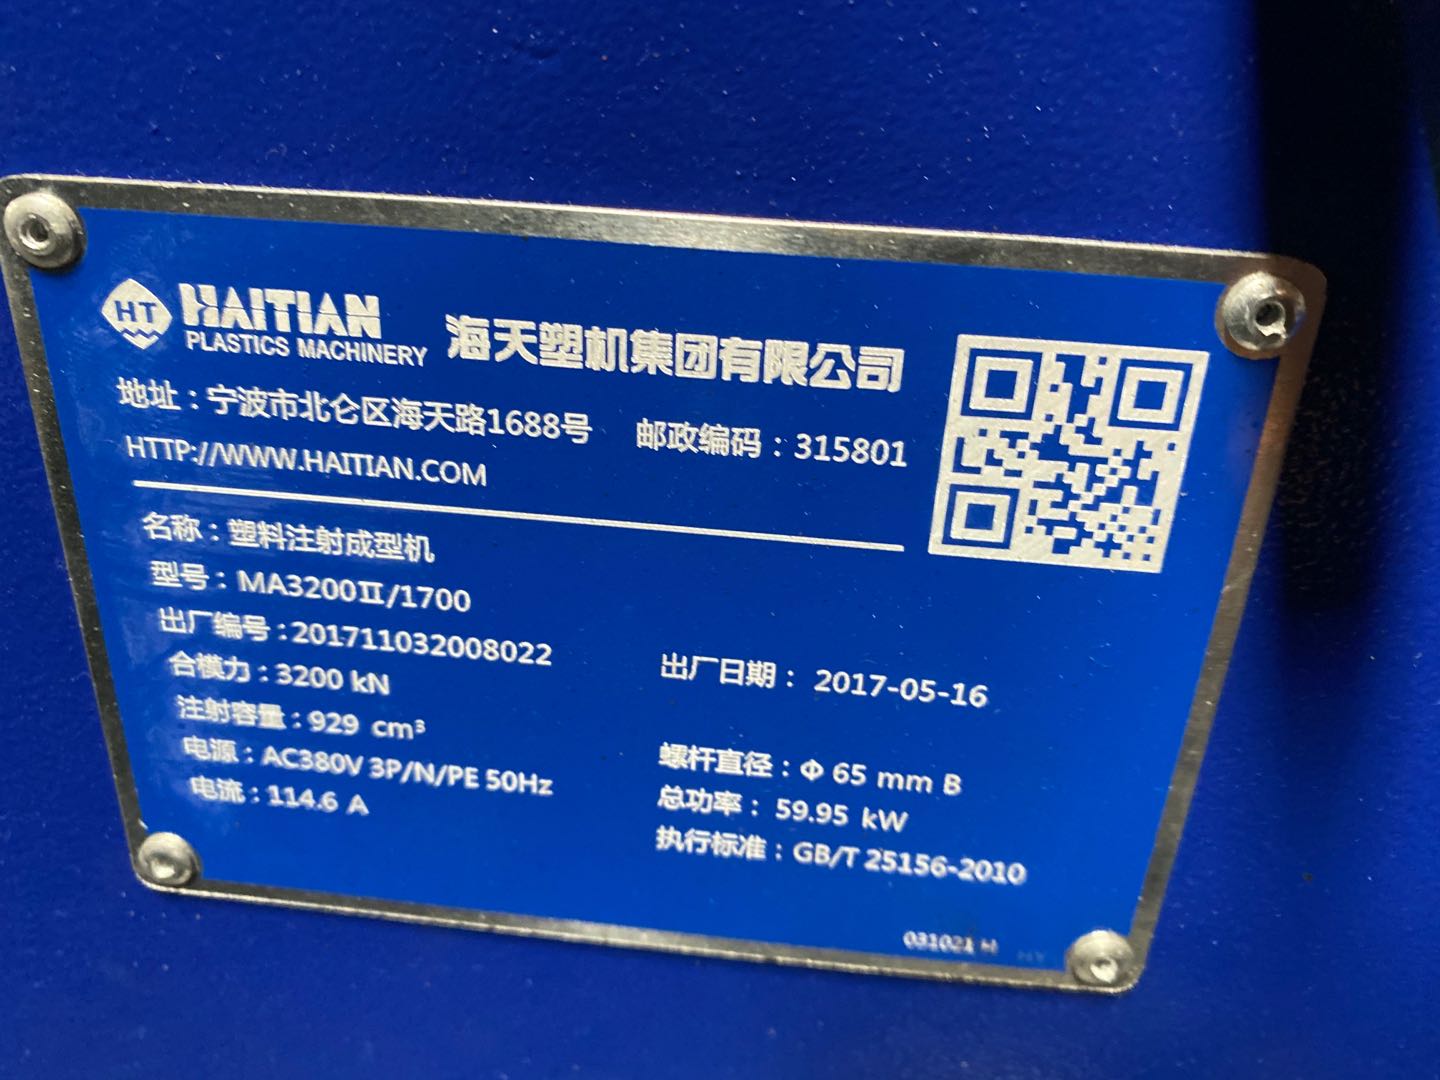 HT HAITIAN
PLASTICS MACHINERY
海天塑机集团有限公司
地址：宁波市北仑区海天路1688号 邮政编码：315801
HTTP://WWW.HAITIAN.COM
名称：塑料注射成型机
型号：MA3200Ⅱ/1700
出厂编号：201711032008022
出厂日期：2017-05-16
合模力：3200 kN
注射容量：929 cm³
螺杆直径：Φ 65 mm B
电源：AC380V 3P/N/PE 50Hz
总功率：59.95 kW
电流：114.6 A
执行标准：GB/T 25156-2010
031021 H